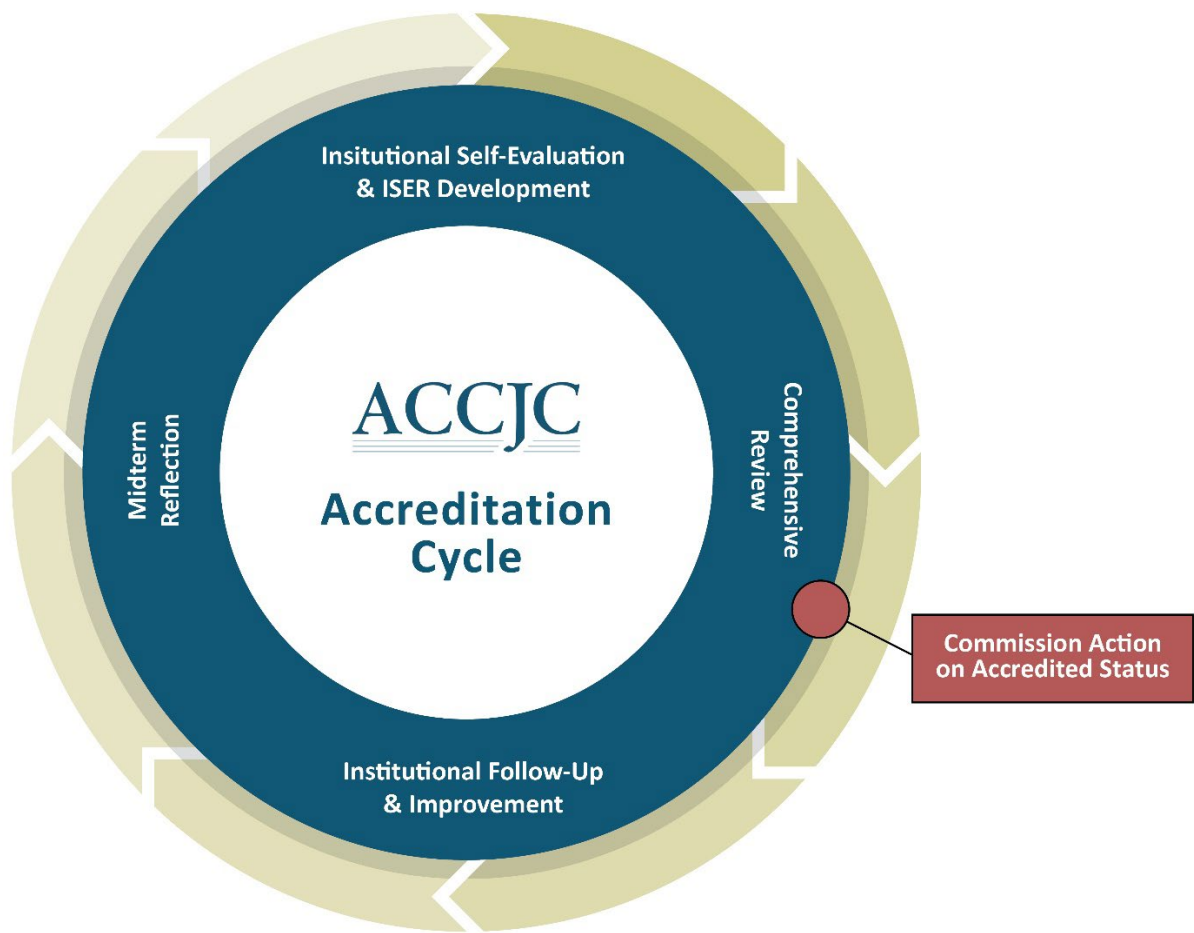 Insitutional Self-Evaluation
& ISER Development
Comprehensive
Review
Commission Action
on Accredited Status
Institutional Follow-Up
& Improvement
Midterm
Reflection
ACCJC
Accreditation
Cycle